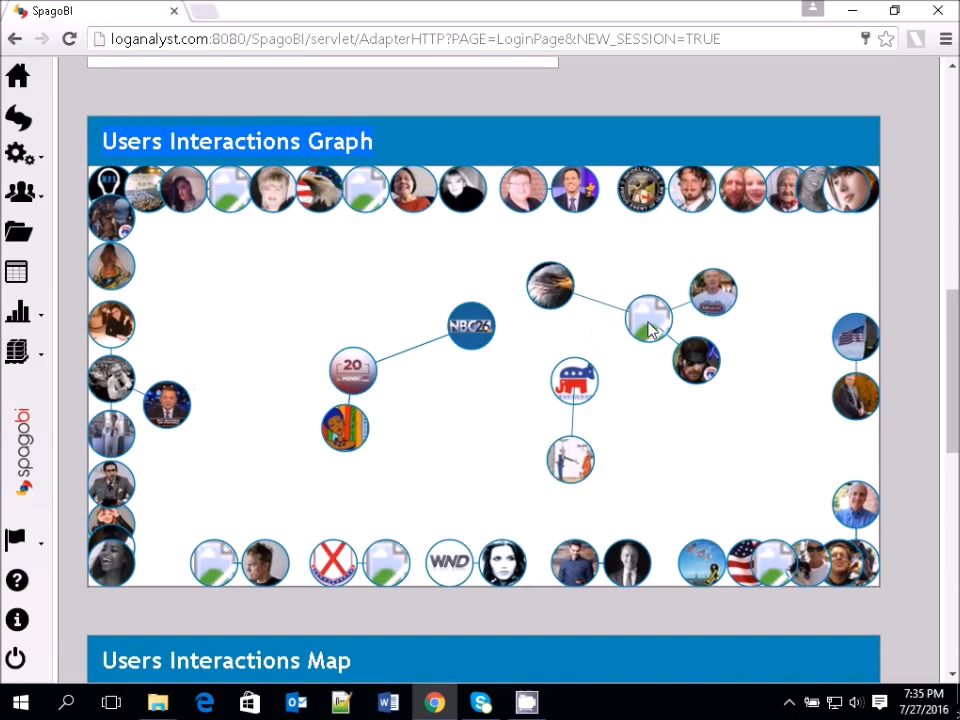 SpagoBI
loganalyst.com:8080/SpagoBI/servlet/AdapterHTTP?PAGE=LoginPage&NEW_SESSION=TRUE
Users Interactions Graph
NBC26
20
MSNBC
WND
spagobi
Users Interactions Map
7:35 PM
7/27/2016